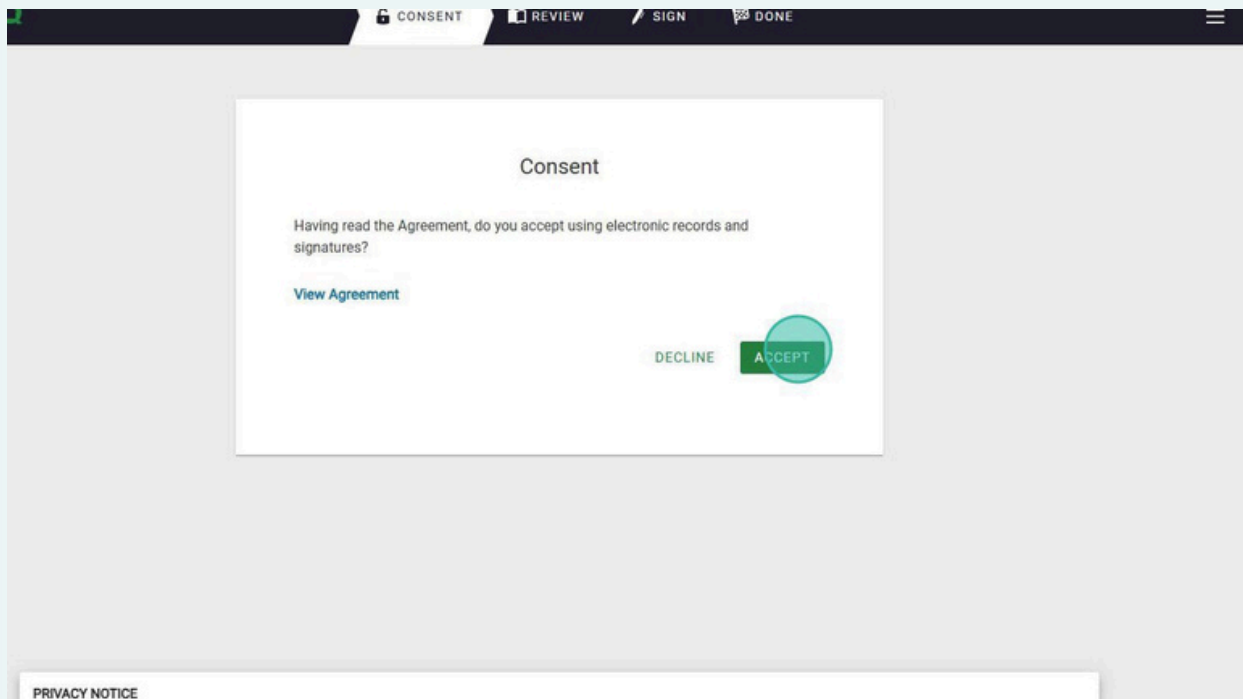 CONSENT
REVIEW
SIGN
DONE
Consent
Having read the Agreement, do you accept using electronic records and
signatures?
View Agreement
DECLINE
ACCEPT
PRIVACY NOTICE